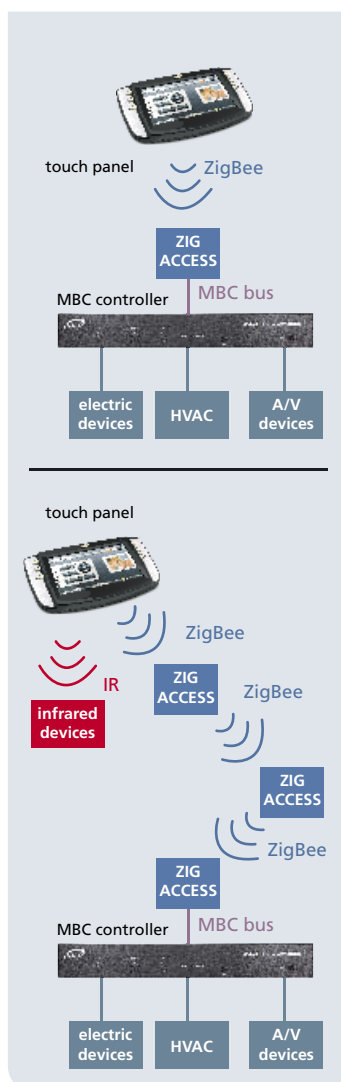 touch panel
ZigBee
ZIG
ACCESS
MBC controller
MBC bus
electric
devices
HVAC
A/V
devices
touch panel
ZigBee
IR
infrared
devices
ZIG
ACCESS
ZigBee
ZIG
ACCESS
ZigBee
ZIG
ACCESS
MBC controller
MBC bus
electric
devices
HVAC
A/V
devices